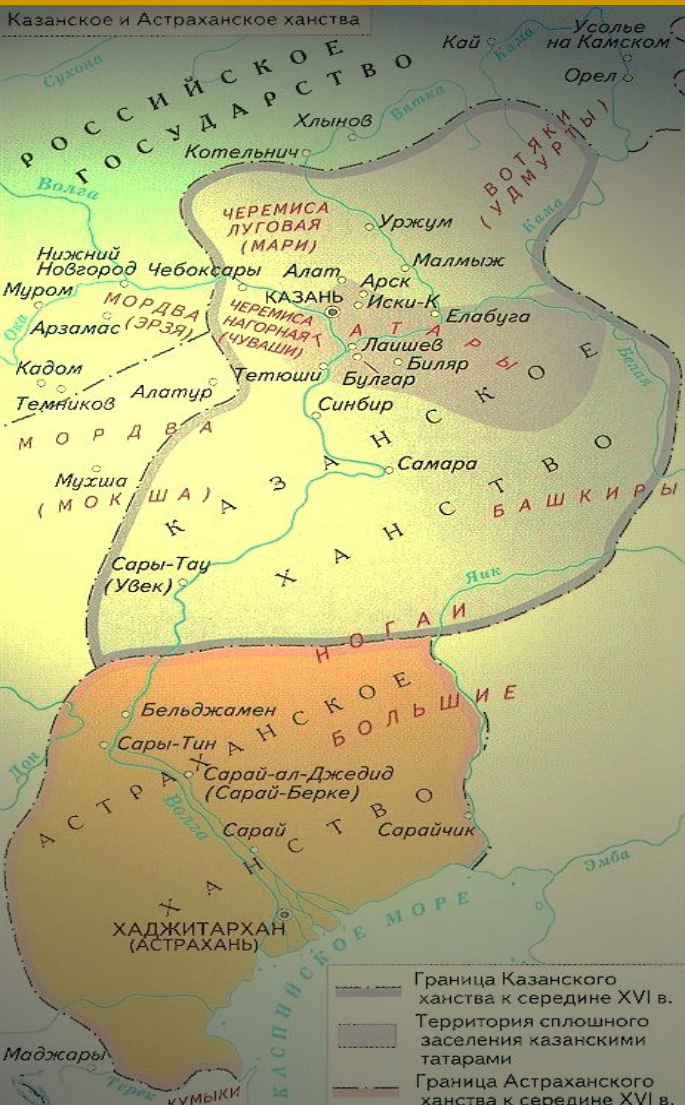 Казанское и Астраханское ханства
Сухона
РОССИЙСКОЕ
ГОСУДАРСТВО
Кай
Кама
Усолье
на Камском
Орел
Хлынов
Вятка
Котельнич
Волга
ВОТЯКИ
(УДМУРТЫ)
Кама
ЧЕРЕМИСА
ЛУГОВАЯ
(МАРИ)
Уржум
Малмыж
Нижний
Новгород
Чебоксары
Алат
Арск
Муром
МОРДВА
(ЭРЗЯ)
КАЗАНЬ
Иски-К
Ока
Арзамас
ЧЕРЕМИСА
НАГОРНАЯ
(ЧУВАШИ)
ТАТАРЫ
Елабуга
Лаишев
Белая
Кадом
Тетюши
Булгар
Биляр
Темников
Алатур
Синбир
МОРДВА
(МОКША)
Мухша
Самара
КАЗАНСКОЕ
ХАНСТВО
БАШКИРЫ
Сары-Тау
(Увек)
Яик
НОГАИ
БОЛЬШИЕ
АСТРАХАНСКОЕ
ХАНСТВО
Бельджамен
Дон
Сары-Тин
Сарай-ал-Джедид
(Сарай-Берке)
Волга
Сарай
Сарайчик
Эмба
ХАДЖИТАРХАН
(АСТРАХАНЬ)
КАСПИЙСКОЕ МОРЕ
Маджары
Терек
КУМЫКИ
Граница Казанского
ханства к середине XVI в.
Территория сплошного
заселения казанскими
татарами
Граница Астраханского
ханства к середине XVI в.